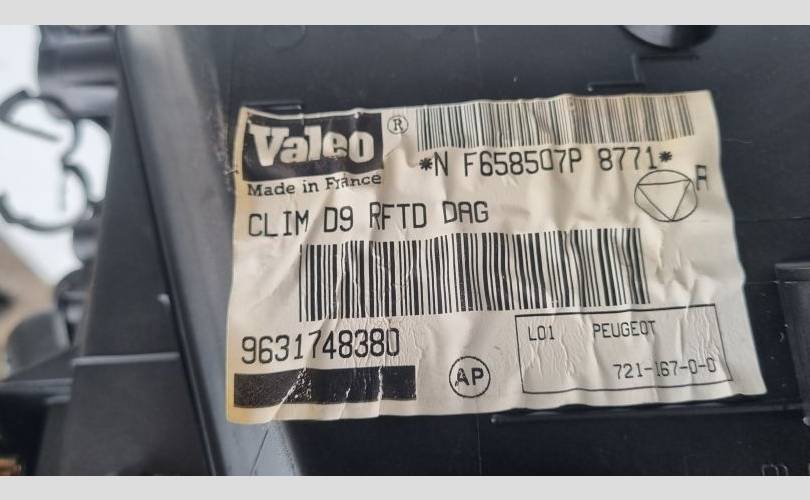 Valeo ®
*N F658507P 8771*
Made in France
A
CLIM D9 RFTD DAG
9631748380
AP
L01 PEUGEOT
721-167-0-0